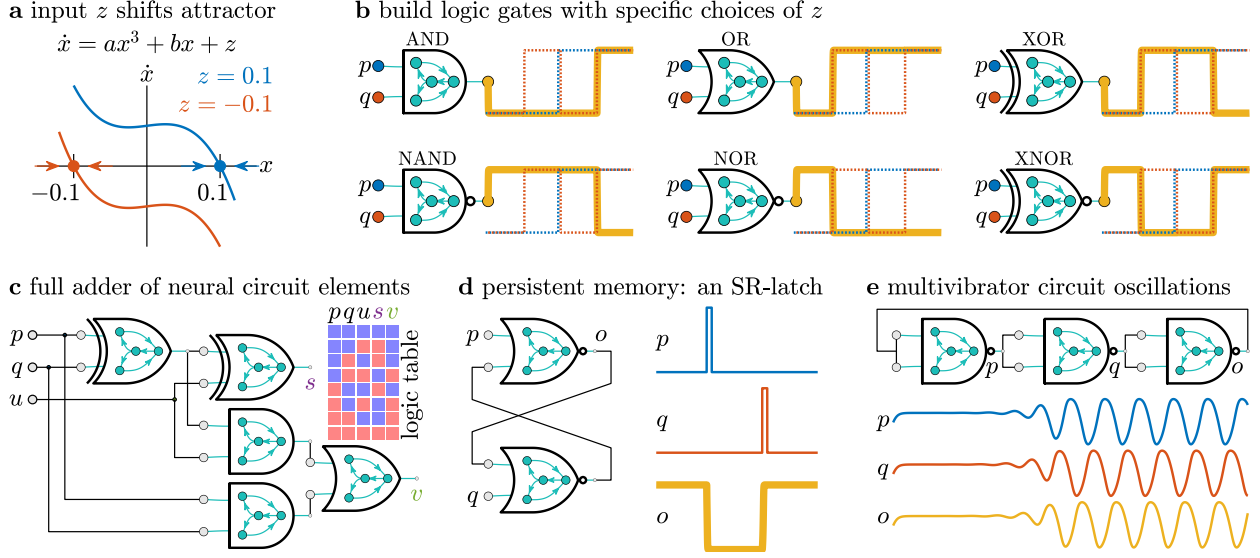 a input z shifts attractor
ẋ = ax³ + bx + z
ẋ
z = 0.1
z = −0.1
x
−0.1
0.1
b build logic gates with specific choices of z
AND
p
q
OR
p
q
XOR
p
q
NAND
p
q
NOR
p
q
XNOR
p
q
c full adder of neural circuit elements
p
q
u
s
v
p q u s v
logic table
d persistent memory: an SR-latch
p
o
q
p
q
o
e multivibrator circuit oscillations
p
q
o
p
q
o